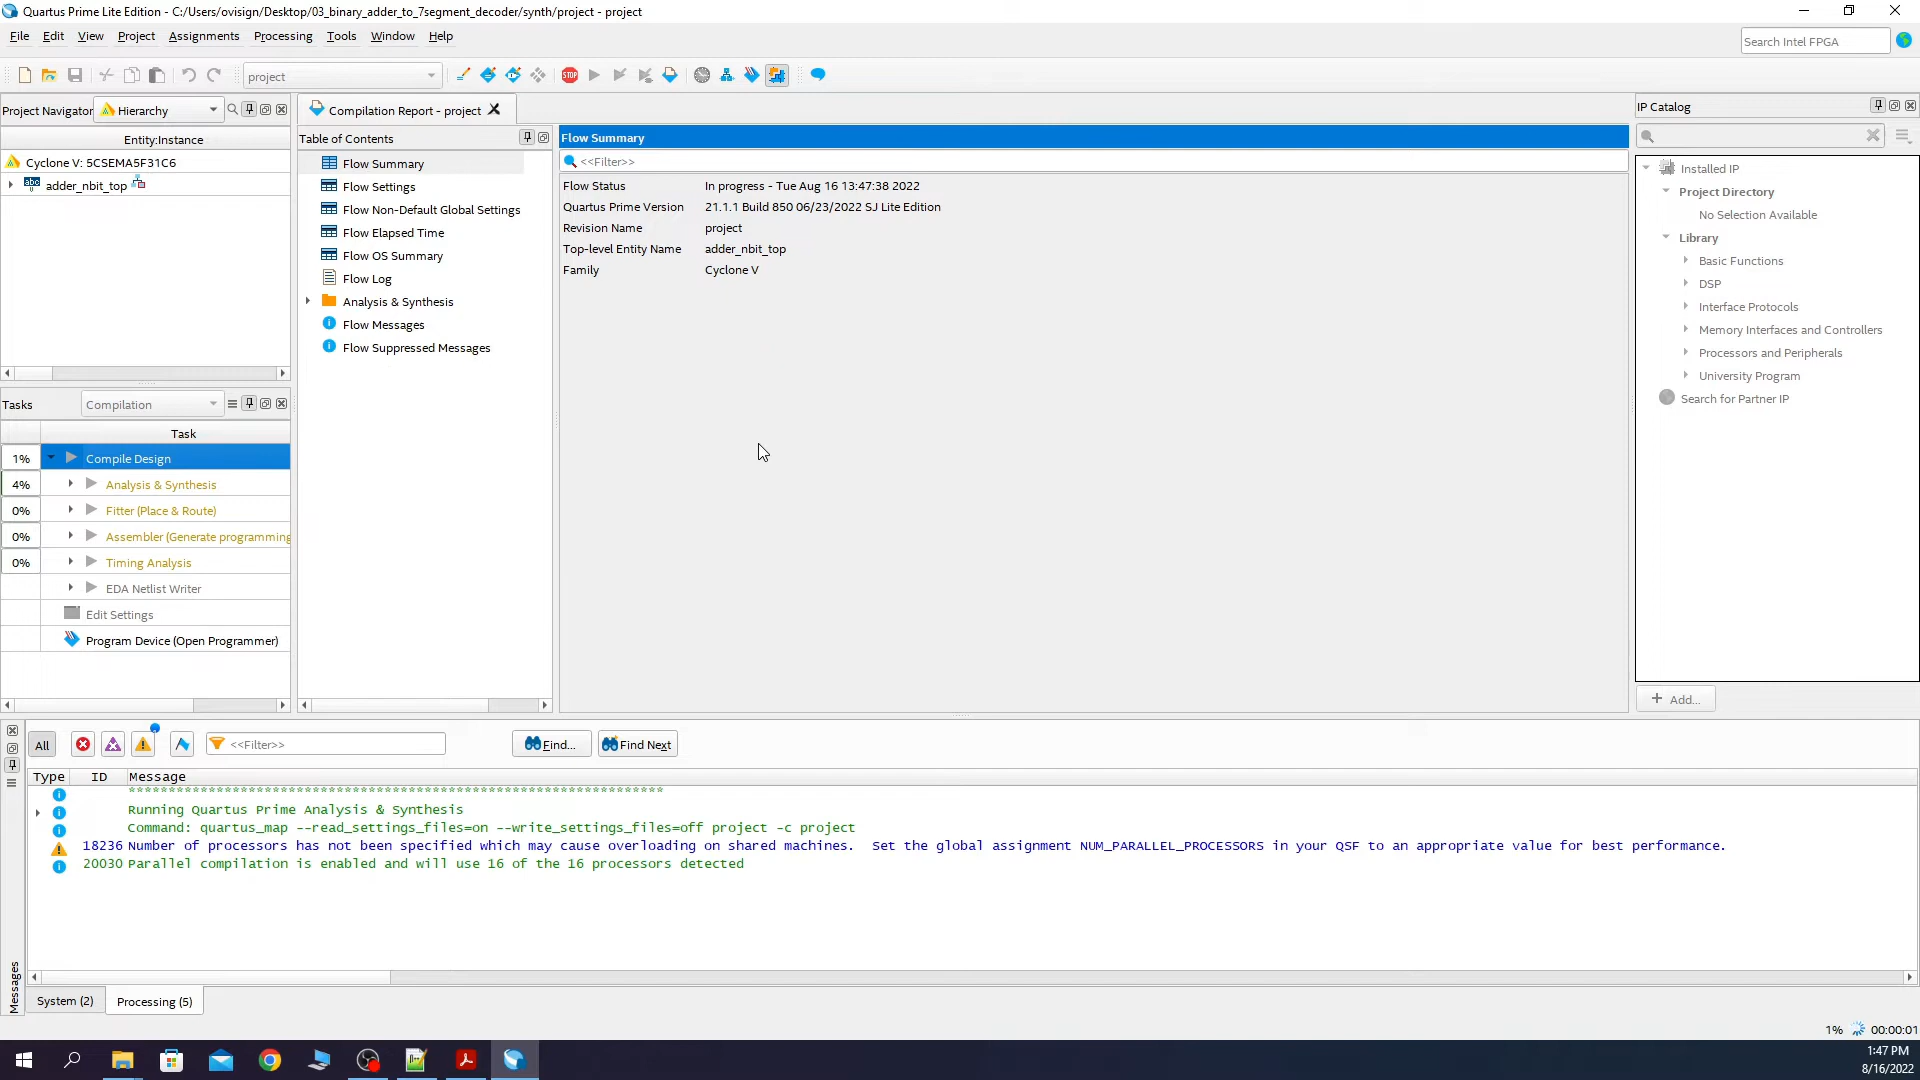 Quartus Prime Lite Edition - C:/Users/ovisign/Desktop/03_binary_adder_to_7segment_decoder/synth/project - project
File Edit View Project Assignments Processing Tools Window Help
Search Intel FPGA
project
STOP
Project Navigator Hierarchy
Entity:Instance
Cyclone V: 5CSEMA5F31C6
abc adder_nbit_top
Tasks Compilation
Task
1% Compile Design
4% Analysis & Synthesis
0% Fitter (Place & Route)
0% Assembler (Generate programming
0% Timing Analysis
EDA Netlist Writer
Edit Settings
Program Device (Open Programmer)
Compilation Report - project
Table of Contents
Flow Summary
Flow Settings
Flow Non-Default Global Settings
Flow Elapsed Time
Flow OS Summary
Flow Log
Analysis & Synthesis
Flow Messages
Flow Suppressed Messages
Flow Summary
<<Filter>>
Flow Status In progress - Tue Aug 16 13:47:38 2022
Quartus Prime Version 21.1.1 Build 850 06/23/2022 SJ Lite Edition
Revision Name project
Top-level Entity Name adder_nbit_top
Family Cyclone V
IP Catalog
Installed IP
Project Directory
No Selection Available
Library
Basic Functions
DSP
Interface Protocols
Memory Interfaces and Controllers
Processors and Peripherals
University Program
Search for Partner IP
+ Add...
Messages
All <<Filter>> Find... Find Next
Type ID Message
*******************************************************************
Running Quartus Prime Analysis & Synthesis
Command: quartus_map --read_settings_files=on --write_settings_files=off project -c project
18236 Number of processors has not been specified which may cause overloading on shared machines.  Set the global assignment NUM_PARALLEL_PROCESSORS in your QSF to an appropriate value for best performance.
20030 Parallel compilation is enabled and will use 16 of the 16 processors detected
System (2) Processing (5)
1% 00:00:01
1:47 PM
8/16/2022